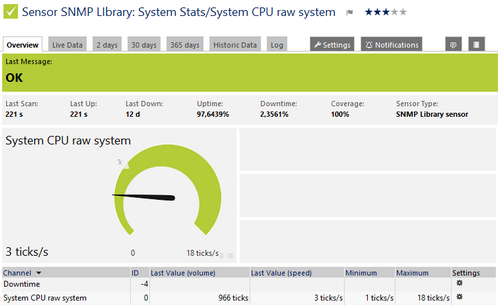 Sensor SNMP Library: System Stats/System CPU raw system
Overview Live Data 2 days 30 days 365 days Historic Data Log Settings Notifications
Last Message:
OK
Last Scan: Last Up: Last Down: Uptime: Downtime: Coverage: Sensor Type:
221 s 221 s 12 d 97,6439% 2,3561% 100% SNMP Library sensor
System CPU raw system
3 ticks/s 0 18 ticks/s
Channel ID Last Value (volume) Last Value (speed) Minimum Maximum Settings
Downtime -4
System CPU raw system 0 966 ticks 3 ticks/s 1 ticks/s 18 ticks/s